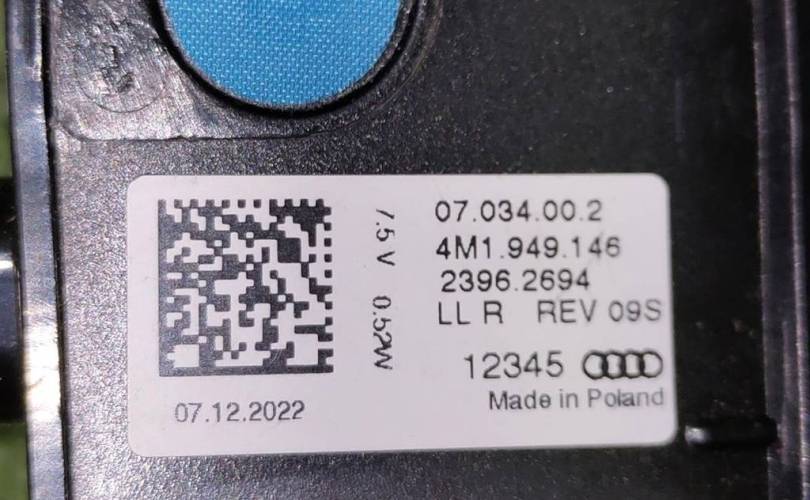 07.034.00.2
4M1.949.146
2396.2694
LL R REV 09S
12345
Made in Poland
7.5 V 0.52W
07.12.2022